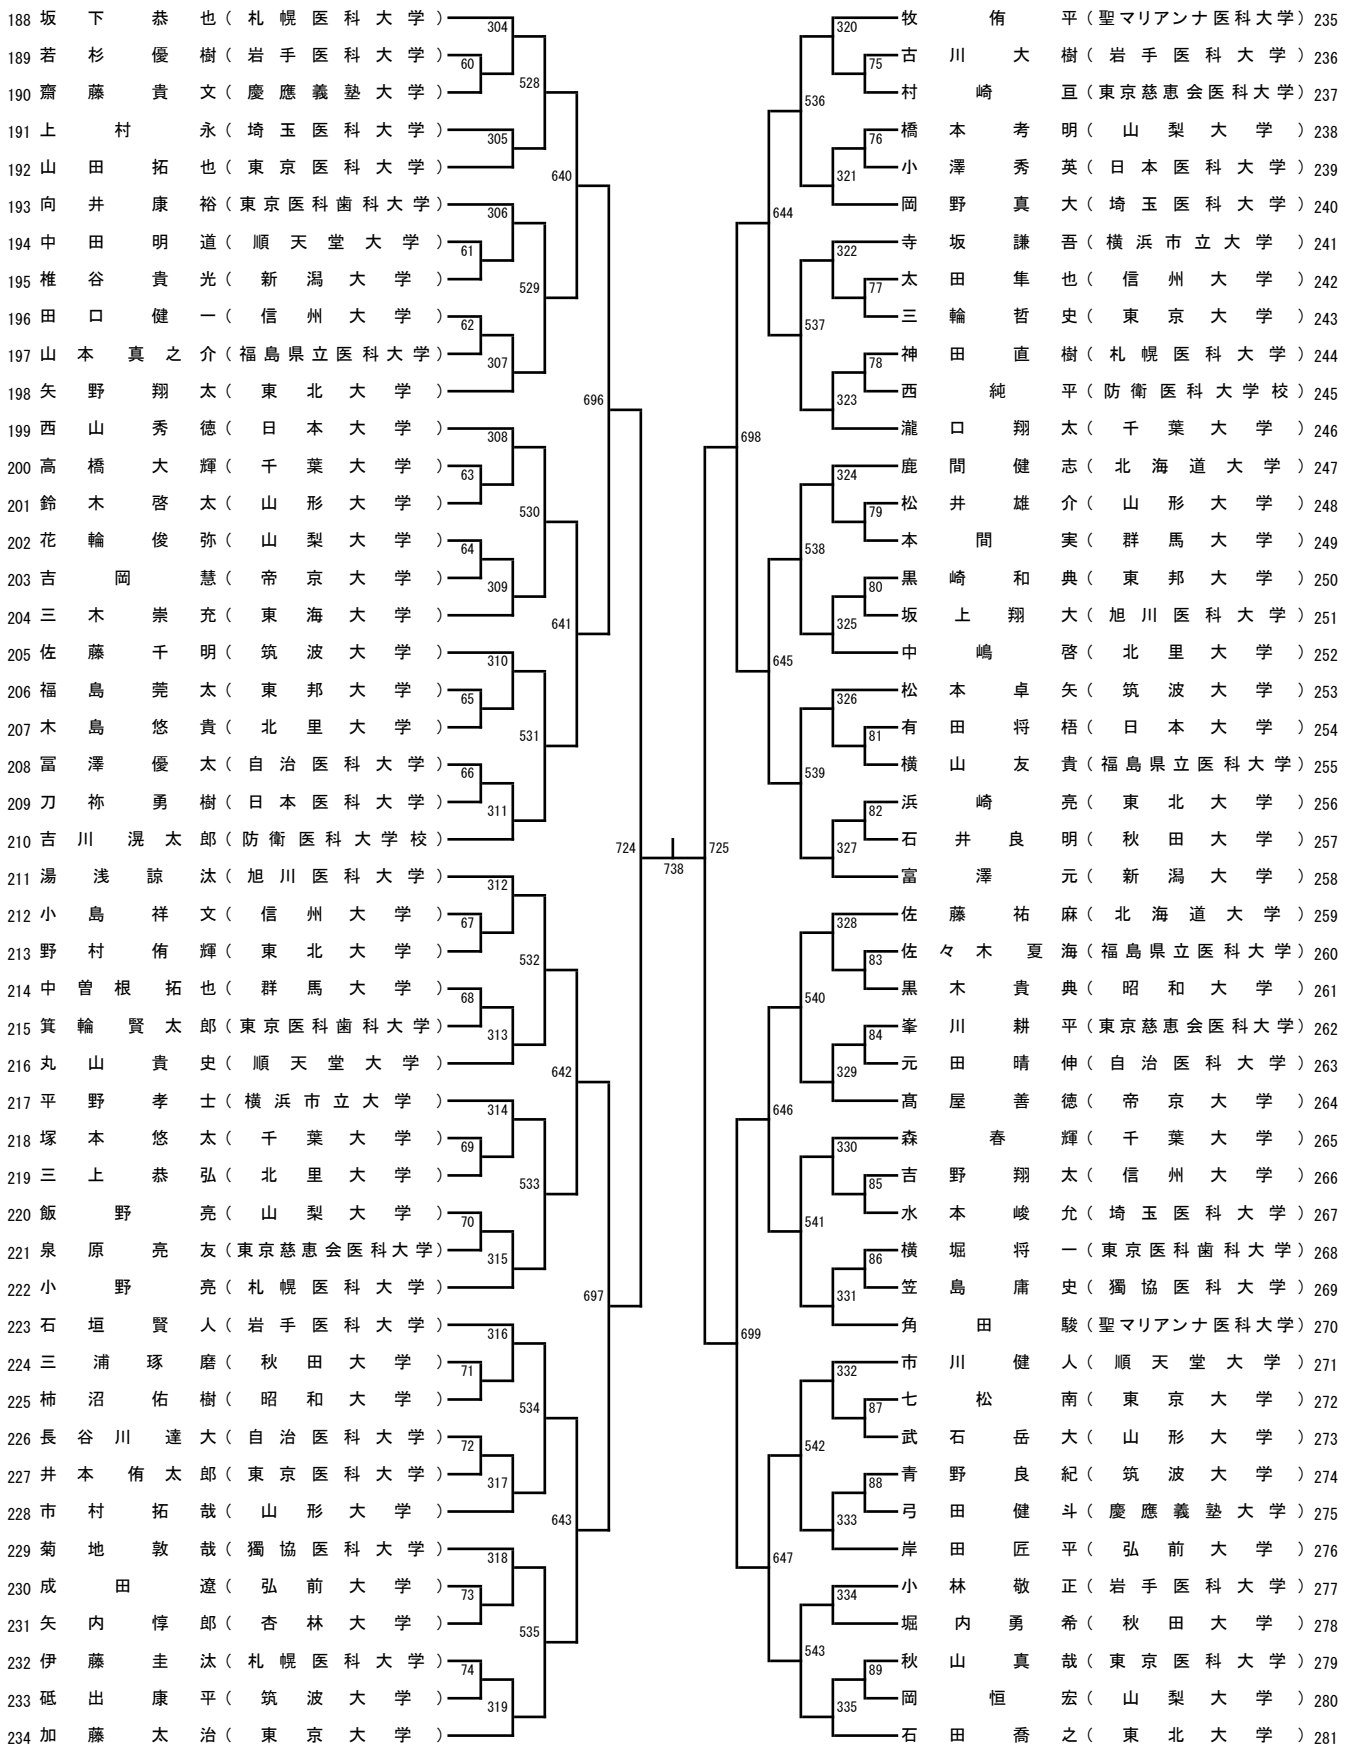 188 坂下恭也(札幌医科大学)
304
189 若杉優樹(岩手医科大学)
60
190 齋藤貴文(慶應義塾大学)
528
191 上村永(埼玉医科大学)
305
192 山田拓也(東京医科大学)
640
193 向井康裕(東京医科歯科大学)
306
194 中田明道(順天堂大学)
61
195 椎谷貴光(新潟大学)
529
196 田口健一(信州大学)
62
197 山本真之介(福島県立医科大学)
307
198 矢野翔太(東北大学)
696
199 西山秀徳(日本大学)
308
200 高橋大輝(千葉大学)
63
201 鈴木啓太(山形大学)
530
202 花輪俊弥(山梨大学)
64
203 吉岡慧(帝京大学)
309
204 三木崇充(東海大学)
641
205 佐藤千明(筑波大学)
310
206 福島莞太(東邦大学)
65
207 木島悠貴(北里大学)
531
208 冨澤優太(自治医科大学)
66
209 刀祢勇樹(日本医科大学)
311
210 吉川滉太郎(防衛医科大学校)
724
211 湯浅諒汰(旭川医科大学)
312
212 小島祥文(信州大学)
67
213 野村侑輝(東北大学)
532
214 中曽根拓也(群馬大学)
68
215 箕輪賢太郎(東京医科歯科大学)
313
216 丸山貴史(順天堂大学)
642
217 平野孝士(横浜市立大学)
314
218 塚本悠太(千葉大学)
69
219 三上恭弘(北里大学)
533
220 飯野亮(山梨大学)
70
221 泉原亮友(東京慈恵会医科大学)
315
222 小野亮(札幌医科大学)
697
223 石垣賢人(岩手医科大学)
316
224 三浦琢磨(秋田大学)
71
225 柿沼佑樹(昭和大学)
534
226 長谷川達大(自治医科大学)
72
227 井本侑太郎(東京医科大学)
317
228 市村拓哉(山形大学)
643
229 菊地敦哉(獨協医科大学)
318
230 成田遼(弘前大学)
73
231 矢内惇郎(杏林大学)
535
232 伊藤圭汰(札幌医科大学)
74
233 砥出康平(筑波大学)
319
234 加藤太治(東京大学)
738
320
牧侑平(聖マリアンナ医科大学) 235
古川大樹(岩手医科大学) 236
75
村崎亘(東京慈恵会医科大学) 237
536
橋本考明(山梨大学) 238
76
小澤秀英(日本医科大学) 239
321
岡野真大(埼玉医科大学) 240
644
寺坂謙吾(横浜市立大学) 241
322
太田隼也(信州大学) 242
77
三輪哲史(東京大学) 243
537
神田直樹(札幌医科大学) 244
78
西純平(防衛医科大学校) 245
323
瀧口翔太(千葉大学) 246
698
鹿間健志(北海道大学) 247
324
松井雄介(山形大学) 248
79
本間実(群馬大学) 249
538
黒崎和典(東邦大学) 250
80
坂上翔大(旭川医科大学) 251
325
中嶋啓(北里大学) 252
645
松本卓矢(筑波大学) 253
326
有田将梧(日本大学) 254
81
横山友貴(福島県立医科大学) 255
539
浜崎亮(東北大学) 256
82
石井良明(秋田大学) 257
327
725
富澤元(新潟大学) 258
佐藤祐麻(北海道大学) 259
328
佐々木夏海(福島県立医科大学) 260
83
黒木貴典(昭和大学) 261
540
峯川耕平(東京慈恵会医科大学) 262
84
元田晴伸(自治医科大学) 263
329
髙屋善徳(帝京大学) 264
646
森春輝(千葉大学) 265
330
吉野翔太(信州大学) 266
85
水本峻允(埼玉医科大学) 267
541
横堀将一(東京医科歯科大学) 268
86
笠島庸史(獨協医科大学) 269
331
角田駿(聖マリアンナ医科大学) 270
699
市川健人(順天堂大学) 271
332
七松南(東京大学) 272
87
武石岳大(山形大学) 273
542
青野良紀(筑波大学) 274
88
弓田健斗(慶應義塾大学) 275
333
岸田匠平(弘前大学) 276
647
小林敬正(岩手医科大学) 277
334
堀内勇希(秋田大学) 278
543
秋山真哉(東京医科大学) 279
89
岡恒宏(山梨大学) 280
335
石田喬之(東北大学) 281